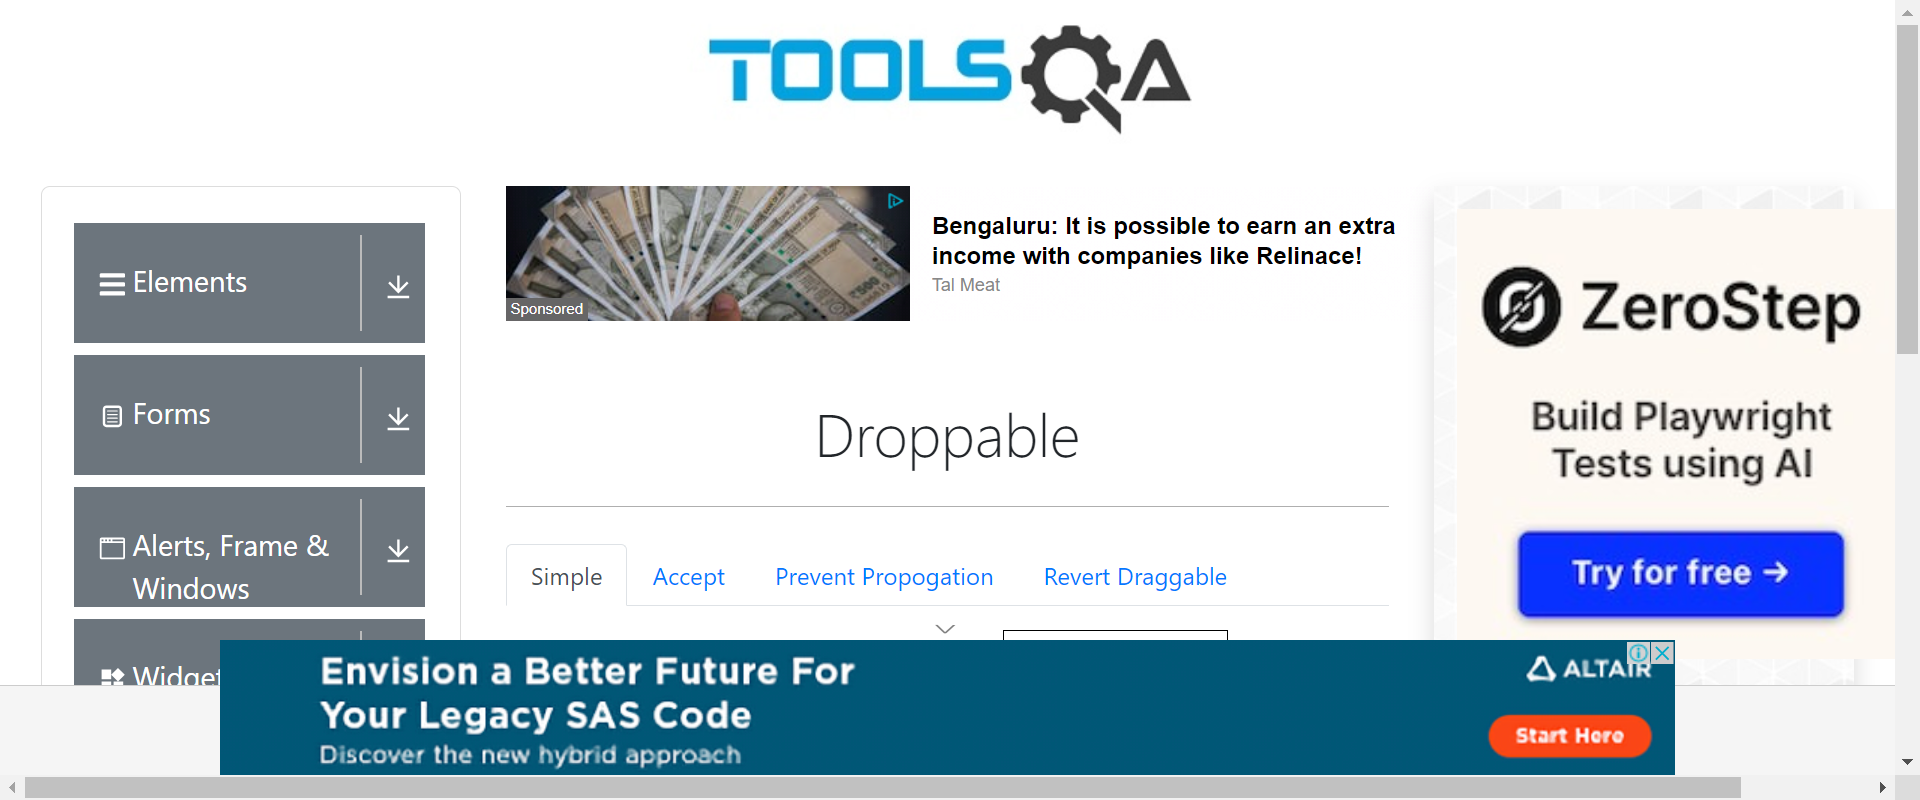 TOOLSQA
Elements
Forms
Alerts, Frame &
Windows
Sponsored
Bengaluru: It is possible to earn an extra
income with companies like Relinace!
Tal Meat
Droppable
Simple
Accept
Prevent Propogation
Revert Draggable
ZeroStep
Build Playwright
Tests using AI
Try for free →
Envision a Better Future For
Your Legacy SAS Code
Discover the new hybrid approach
ALTAIR
Start Here